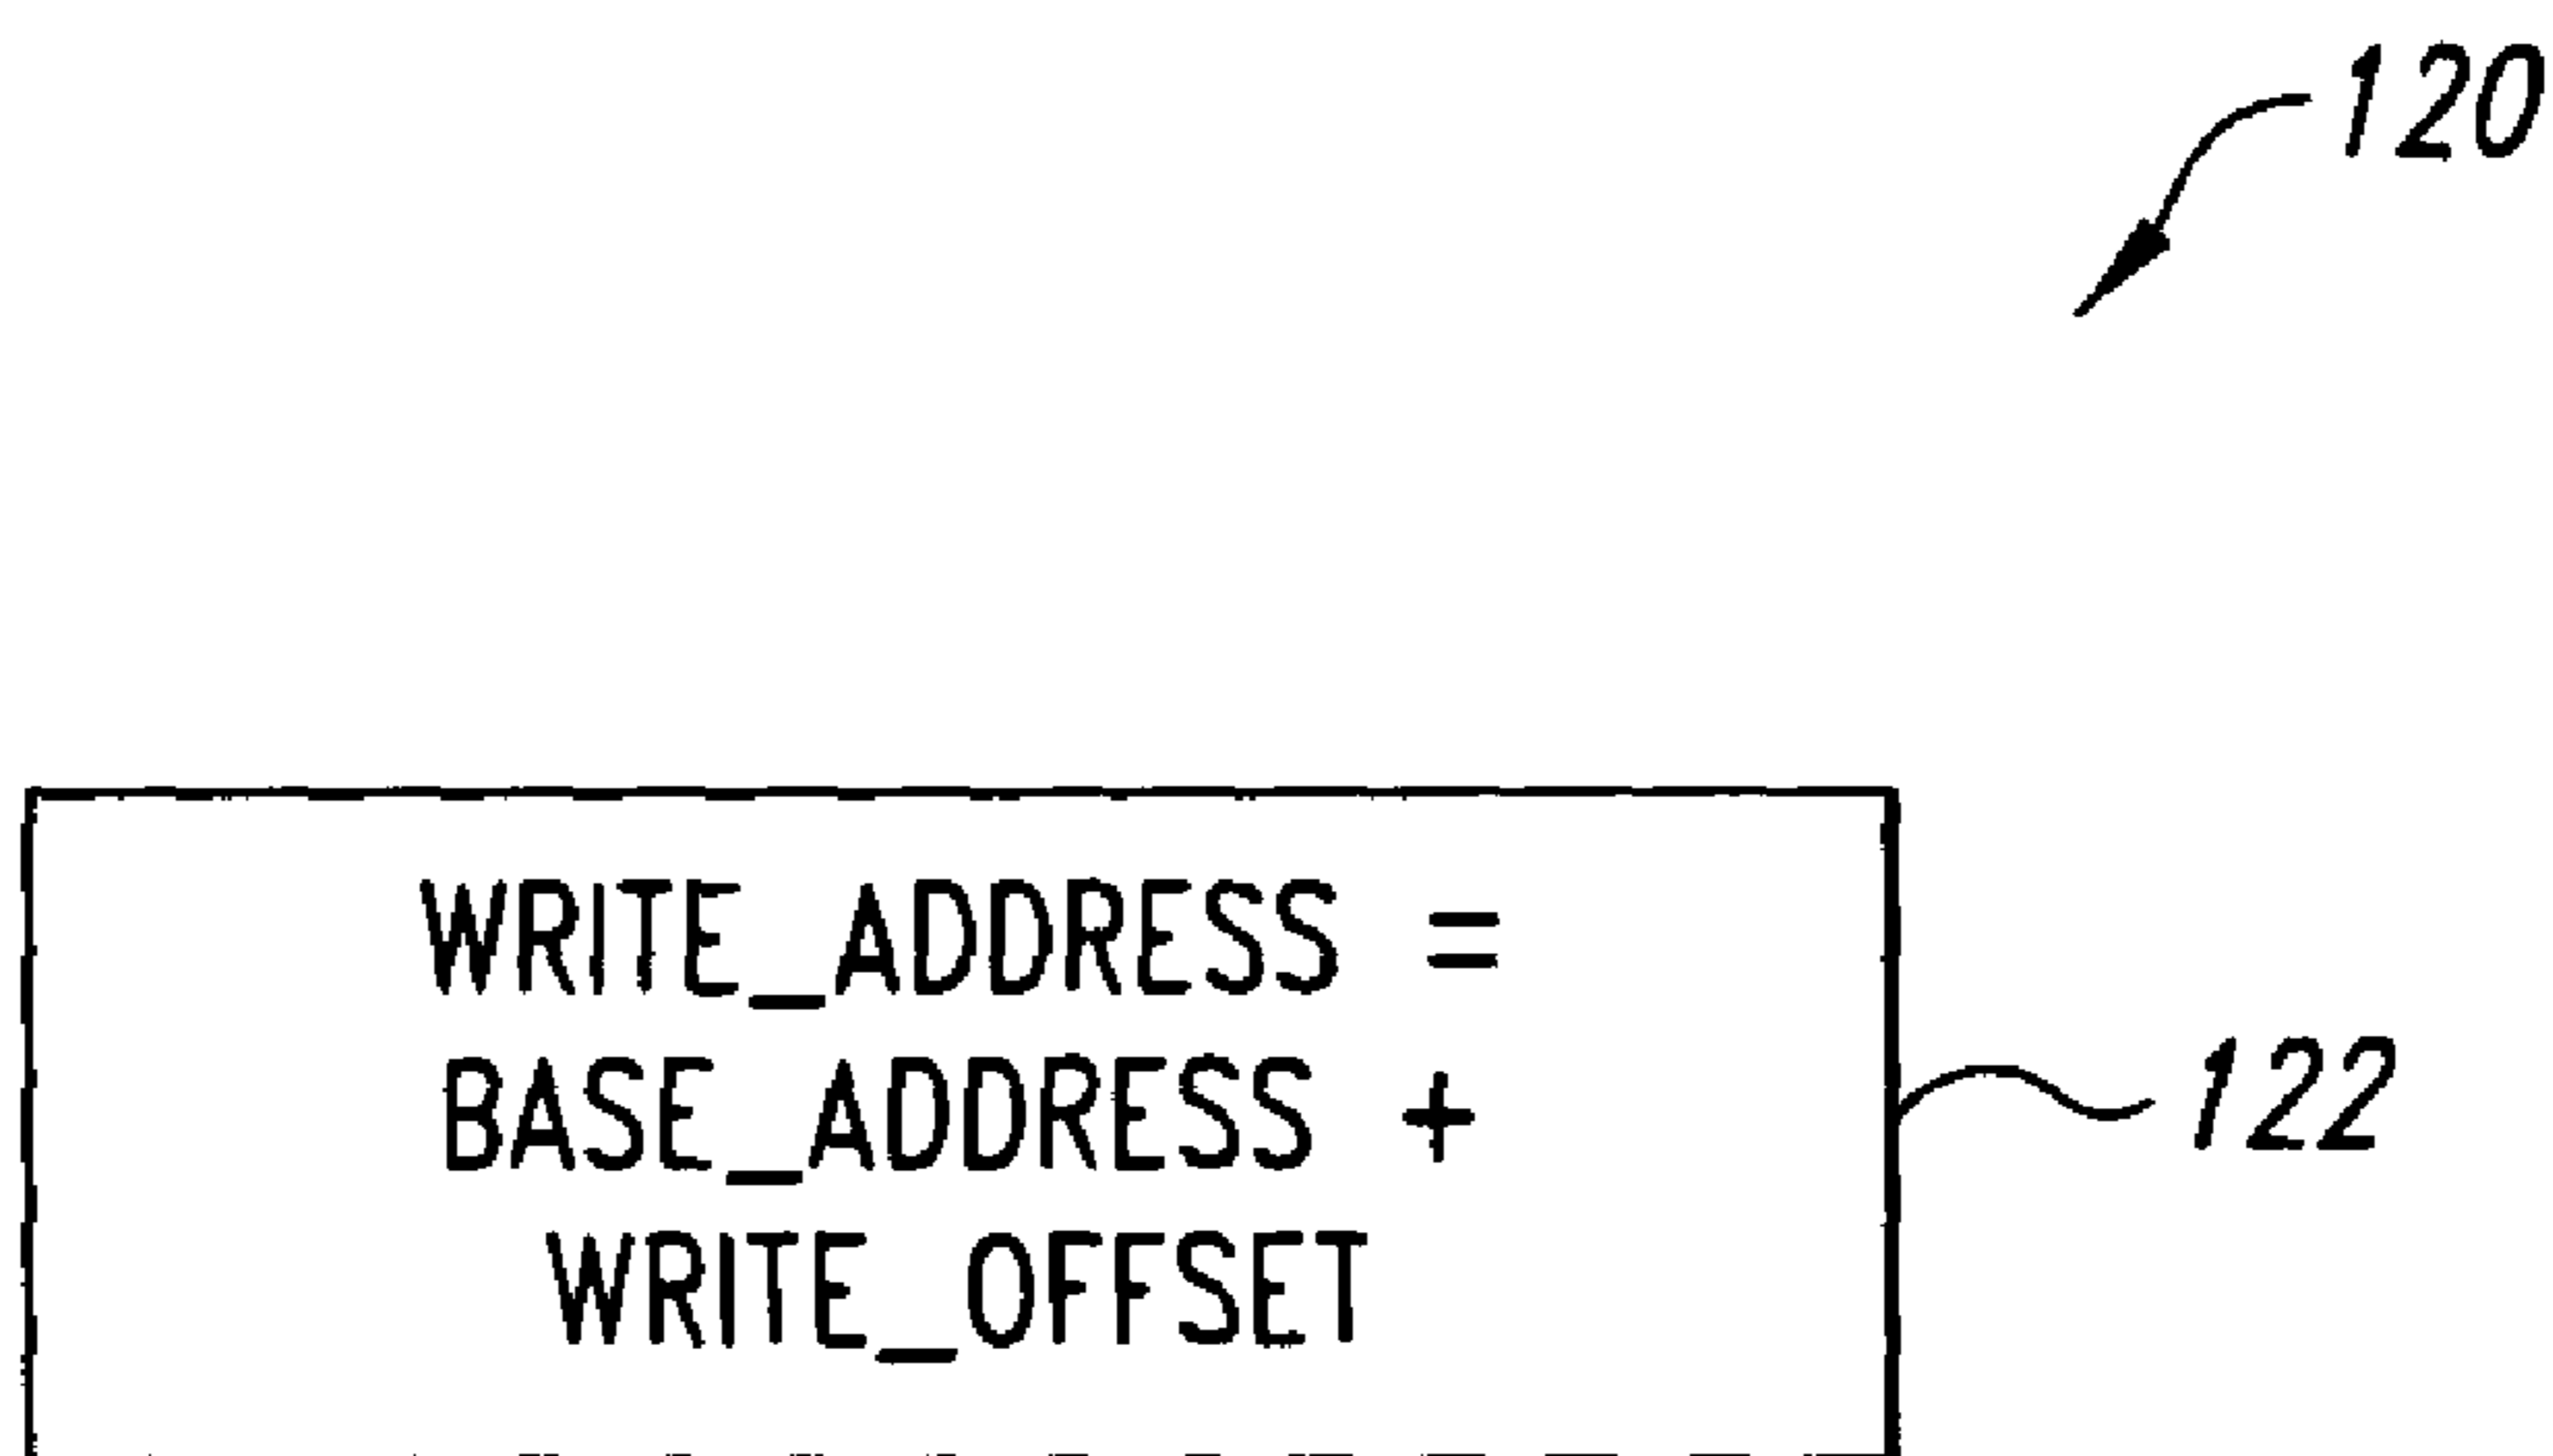 120
WRITE_ADDRESS =
BASE_ADDRESS +
WRITE_OFFSET
122